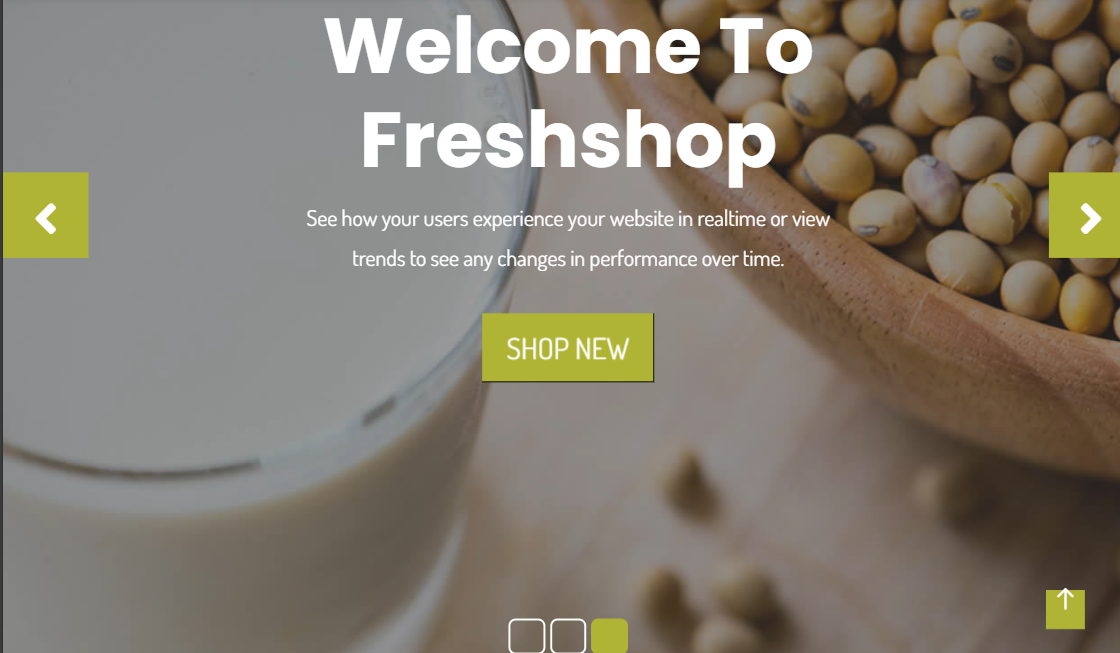 Welcome To
Freshshop
See how your users experience your website in realtime or view
trends to see any changes in performance over time.
SHOP NEW